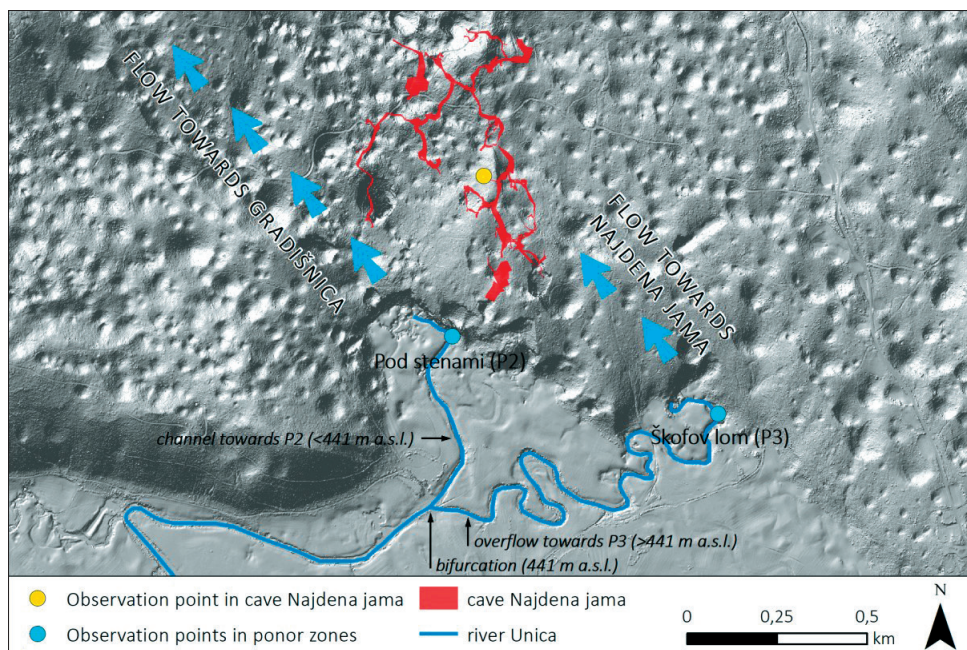 FLOW TOWARDS GRADIŠNICA
FLOW TOWARDS
NAJDENA JAMA
Pod stenami (P2)
Škofov lom (P3)
channel towards P2 (<441 m a.s.l.)
overflow towards P3 (>441 m a.s.l.)
bifurcation (441 m a.s.l.)
Observation point in cave Najdena jama
cave Najdena jama
Observation points in ponor zones
river Unica
N
0 0,25 0,5
km